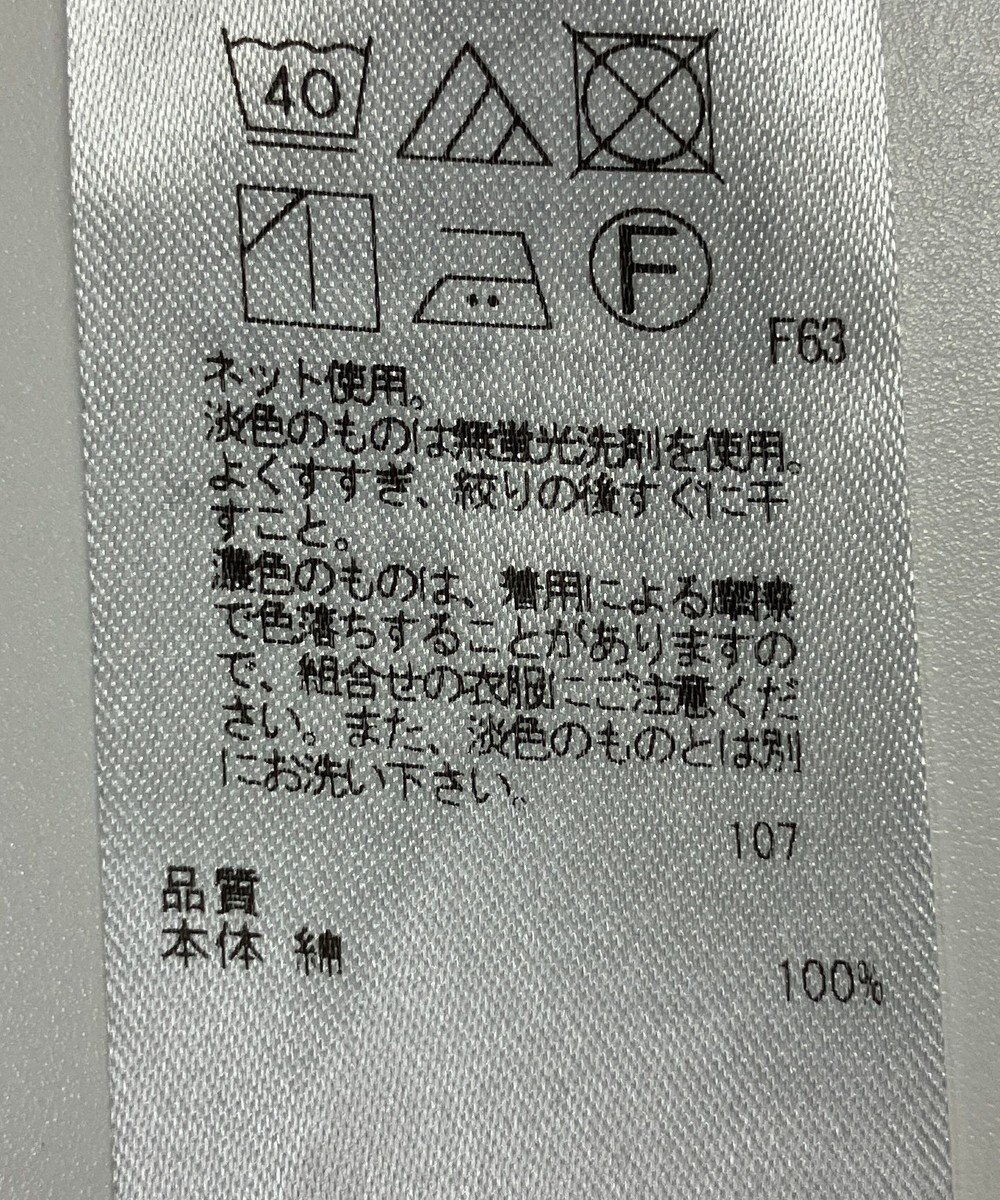 40
F
F63
ネット使用。
淡色のものは無蛍光洗剤を使用。
よくすすぎ、絞りの後すぐに干
すこと。
濃色のものは、着用による摩擦
で色落ちすることがありますの
で、組合せの衣服にご注意くだ
さい。また、淡色のものとは別
にお洗い下さい。
107
品質
本体 綿 100%